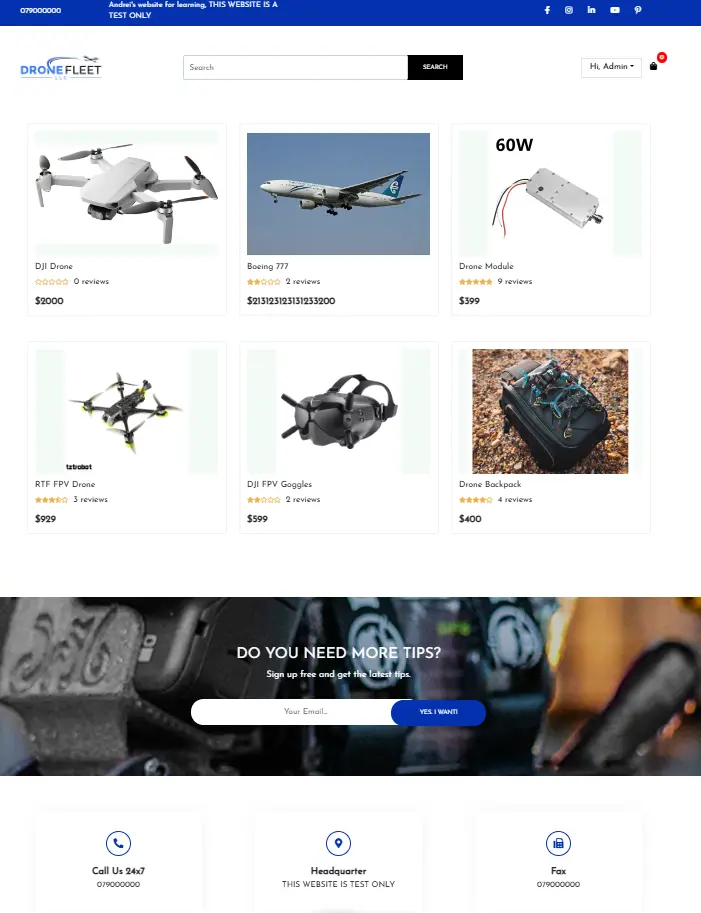 079000000
Andrei's website for learning, THIS WEBSITE IS A
TEST ONLY
DRONEFLEET
LLC
Search
SEARCH
Hi, Admin
0
60W
DJI Drone
0 reviews
$2000
Boeing 777
2 reviews
$213123123131233200
Drone Module
9 reviews
$399
tztrobot
RTF FPV Drone
3 reviews
$929
DJI FPV Goggles
2 reviews
$599
Drone Backpack
4 reviews
$400
DO YOU NEED MORE TIPS?
Sign up free and get the latest tips.
Your Email...
YES. I WANT!
Call Us 24x7
079000000
Headquarter
THIS WEBSITE IS TEST ONLY
Fax
079000000